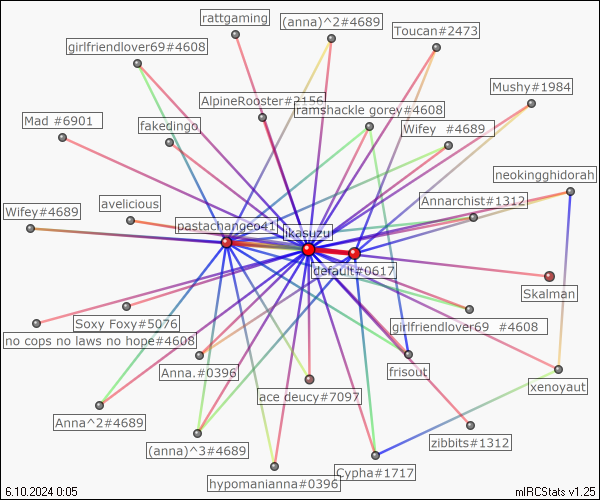 rattgaming
(anna)^2#4689
Toucan#2473
girlfriendlover69#4608
Mushy#1984
AlpineRooster#2156
ramshackle gorey#4608
Mad #6901
fakedingo
Wifey #4689
neokingghidorah
Annarchist#1312
avelicious
Wifey#4689
pastachangeo41
ikasuzu
default#0617
Skalman
Soxy Foxy#5076
girlfriendlover69 #4608
no cops no laws no hope#4608
Anna.#0396
frisout
xenoyaut
ace deucy#7097
Anna^2#4689
zibbits#1312
(anna)^3#4689
Cypha#1717
hypomanianna#0396
6.10.2024 0:05
mIRCStats v1.25